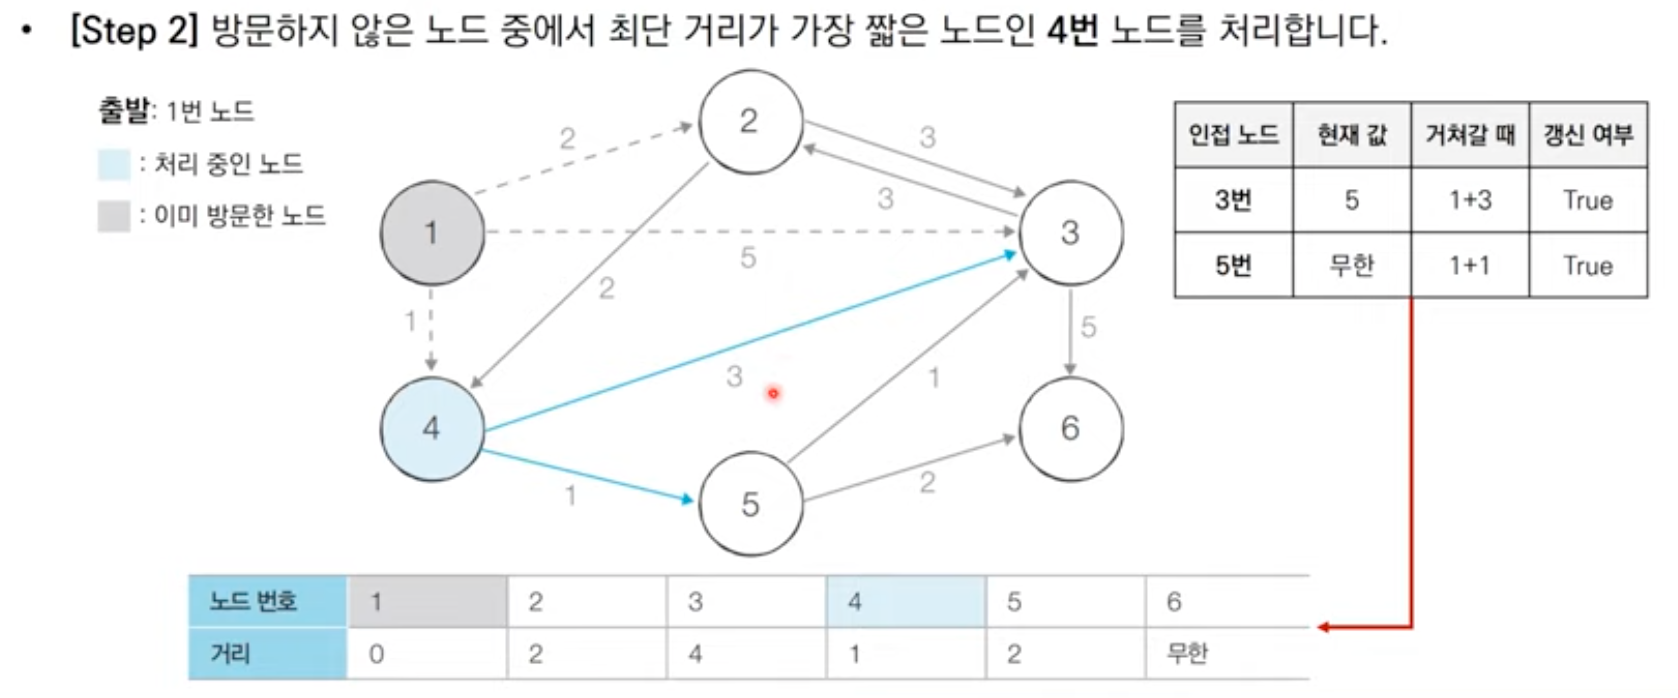 • [Step 2] 방문하지 않은 노드 중에서 최단 거리가 가장 짧은 노드인 4번 노드를 처리합니다.
출발: 1번 노드
: 처리 중인 노드
: 이미 방문한 노드
2
2
3
3
1
5
3
2
1
5
3
1
4
6
1
5
2
인접 노드 현재 값 거쳐갈 때 갱신 여부
3번 5 1+3 True
5번 무한 1+1 True
노드 번호 1 2 3 4 5 6
거리 0 2 4 1 2 무한